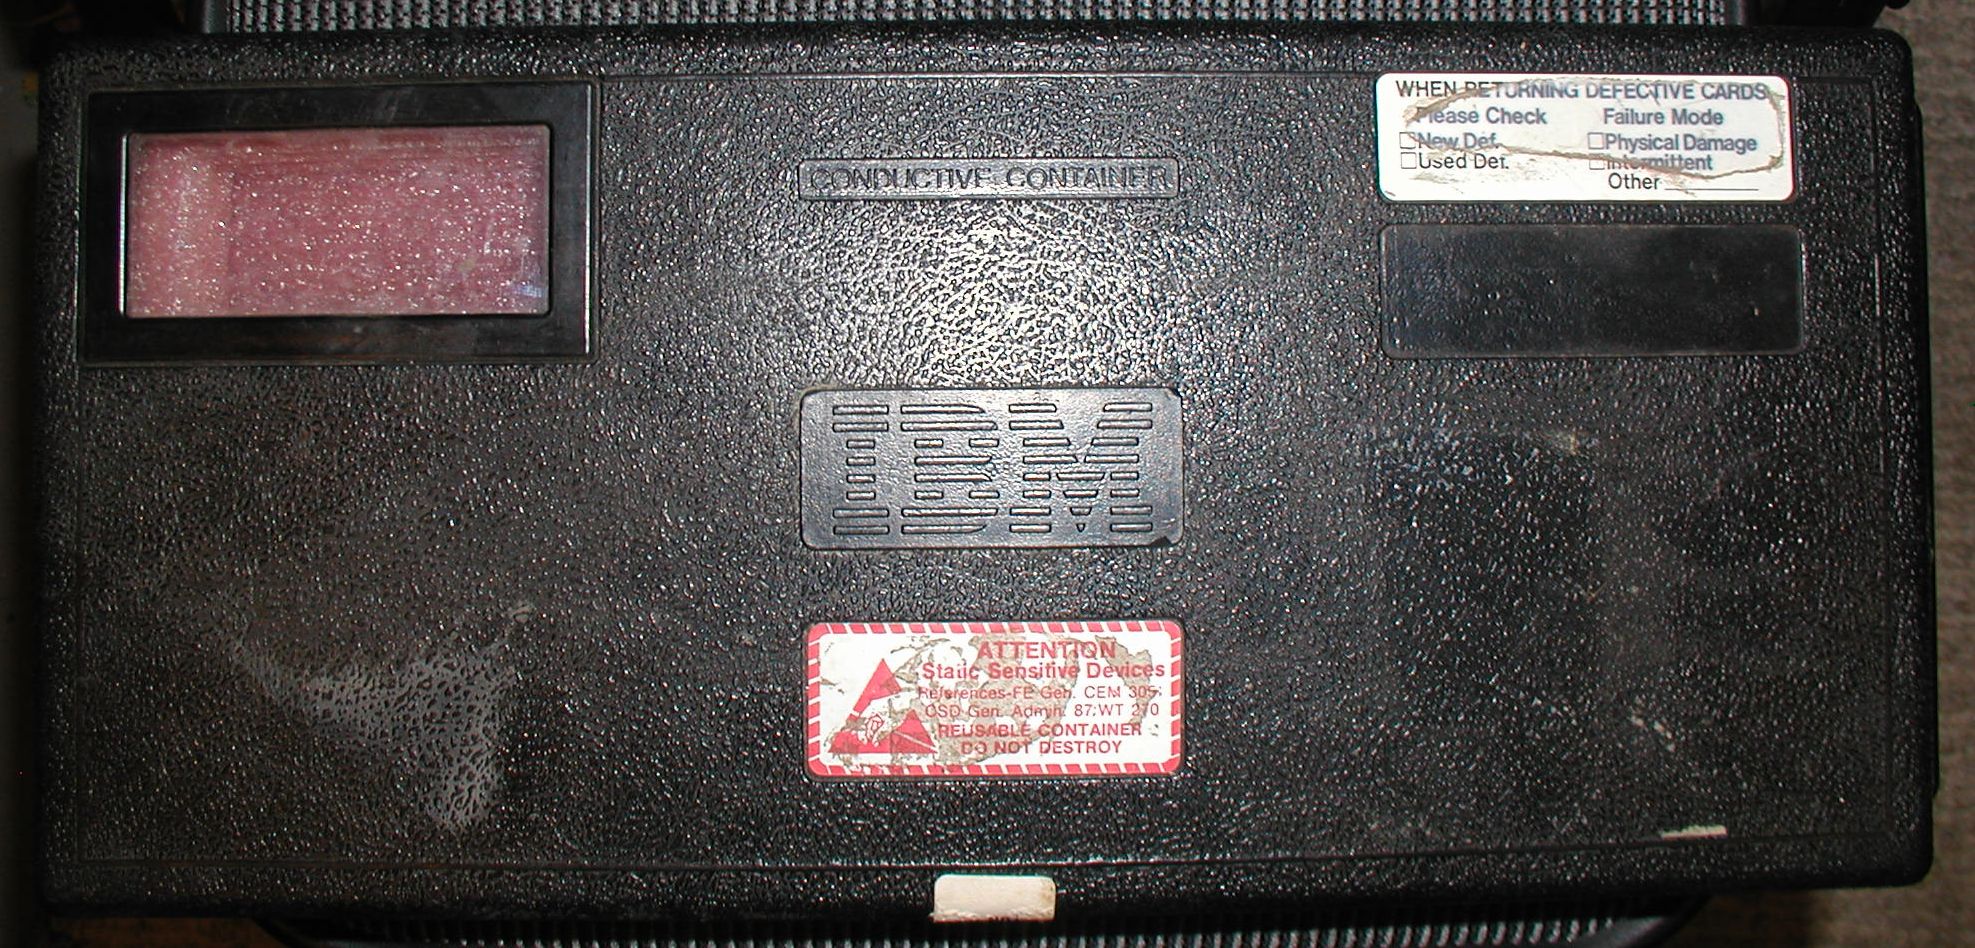 WHEN RETURNING DEFECTIVE CARDS
Please Check Failure Mode
New Def. Physical Damage
Used Def. Intermittent
Other
CONDUCTIVE CONTAINER
IBM
ATTENTION
Static Sensitive Devices
References-FE Gen. CEM 305;
OSD Gen. Admin. 87;WT 270
REUSABLE CONTAINER
DO NOT DESTROY